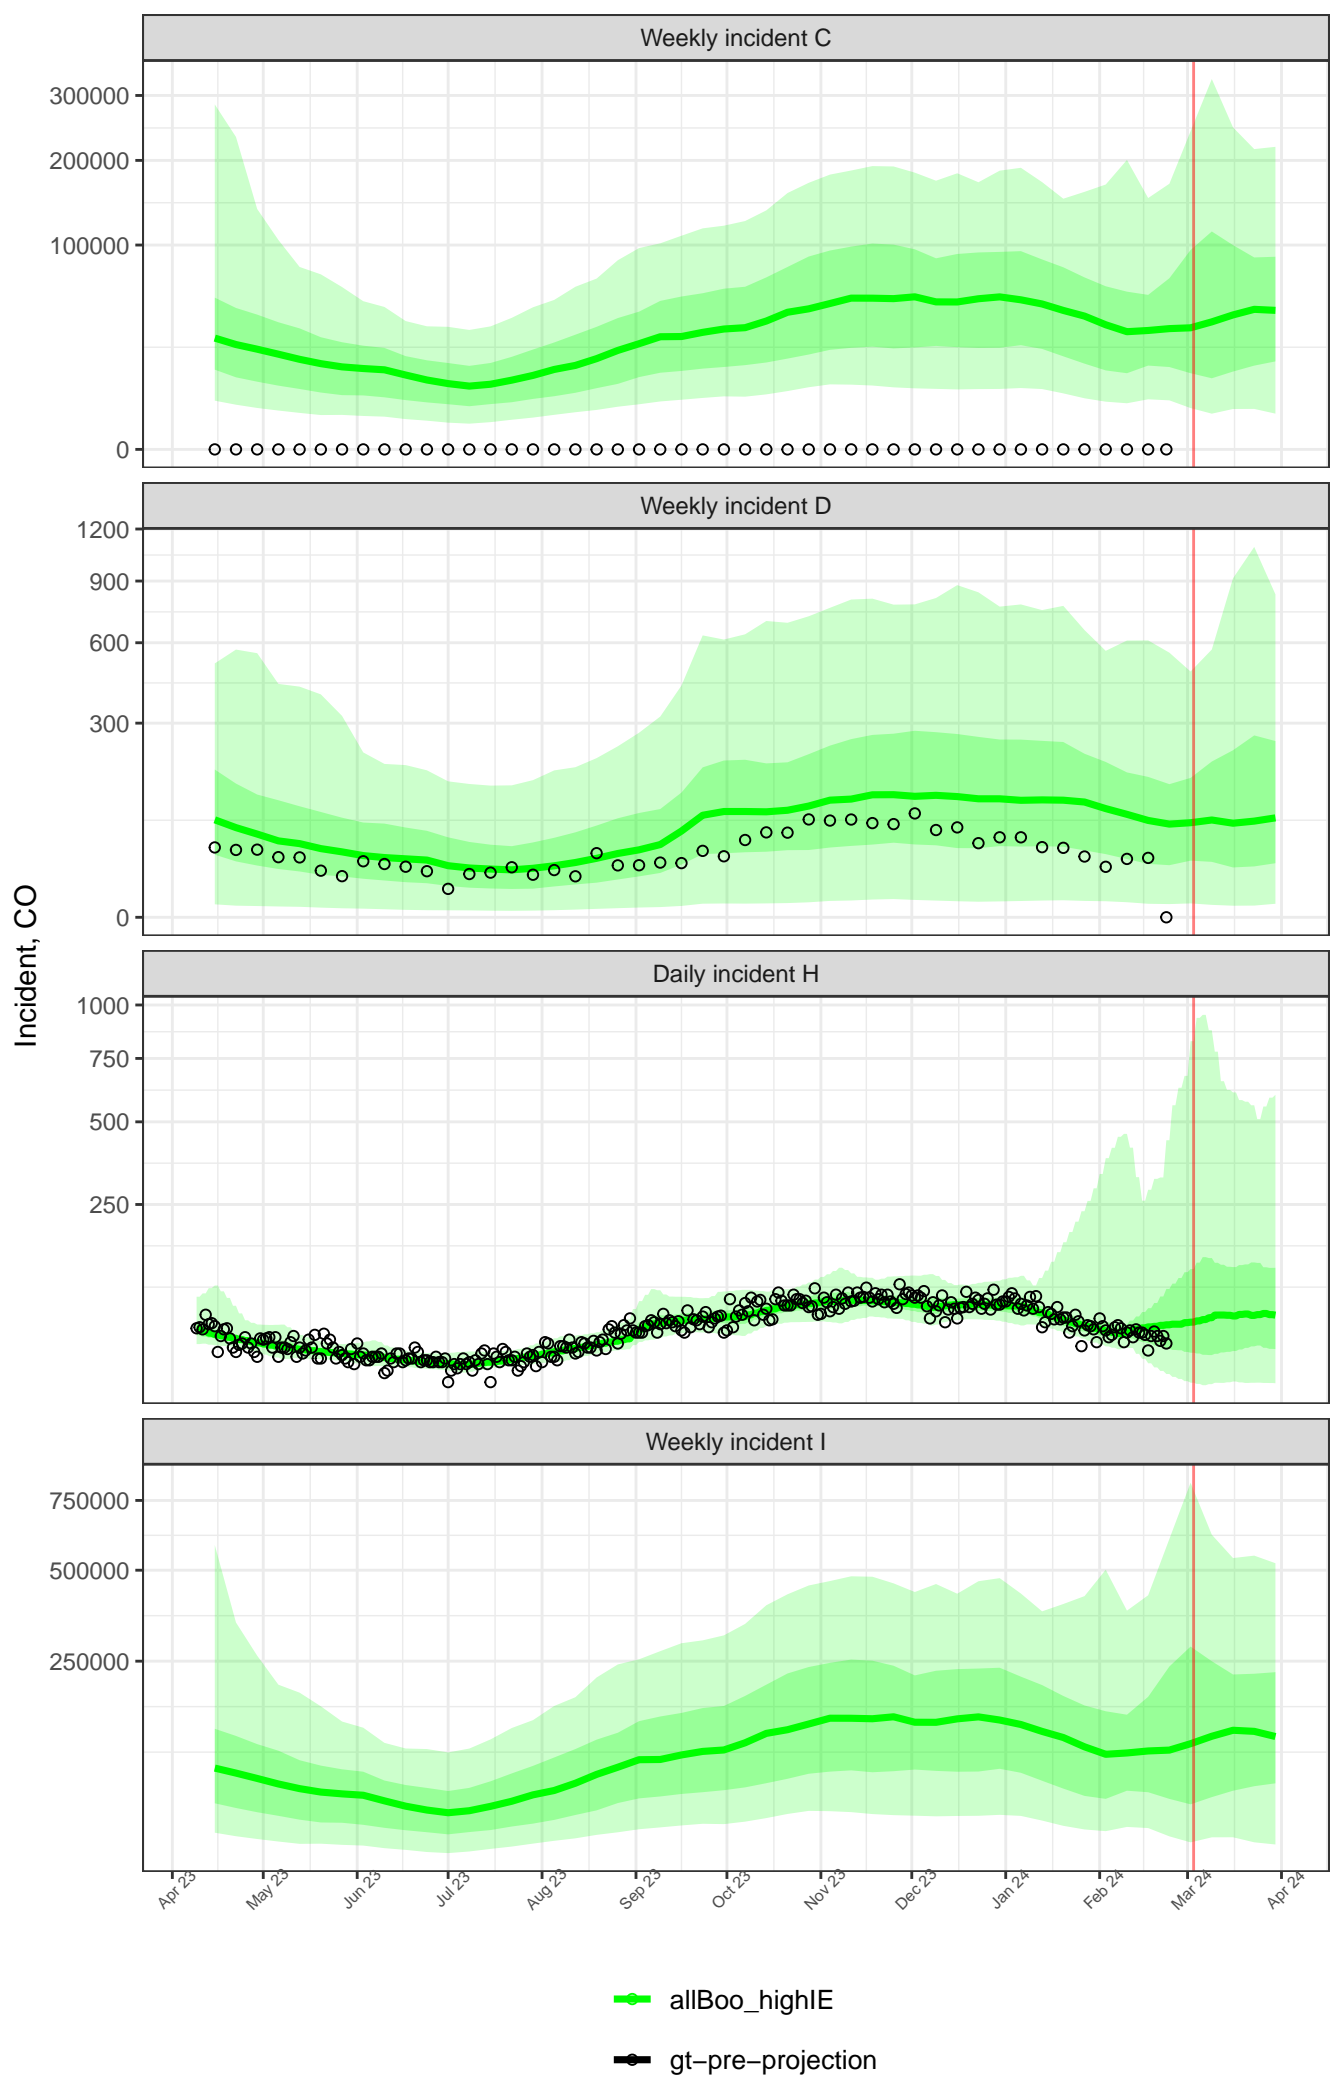 Weekly incident C
300000
200000
100000
0
Weekly incident D
1200
900
600
300
0
Incident, CO
Daily incident H
1000
750
500
250
Weekly incident I
750000
500000
250000
Apr 23
May 23
Jun 23
Jul 23
Aug 23
Sep 23
Oct 23
Nov 23
Dec 23
Jan 24
Feb 24
Mar 24
Apr 24
allBoo_highIE
gt−pre−projection